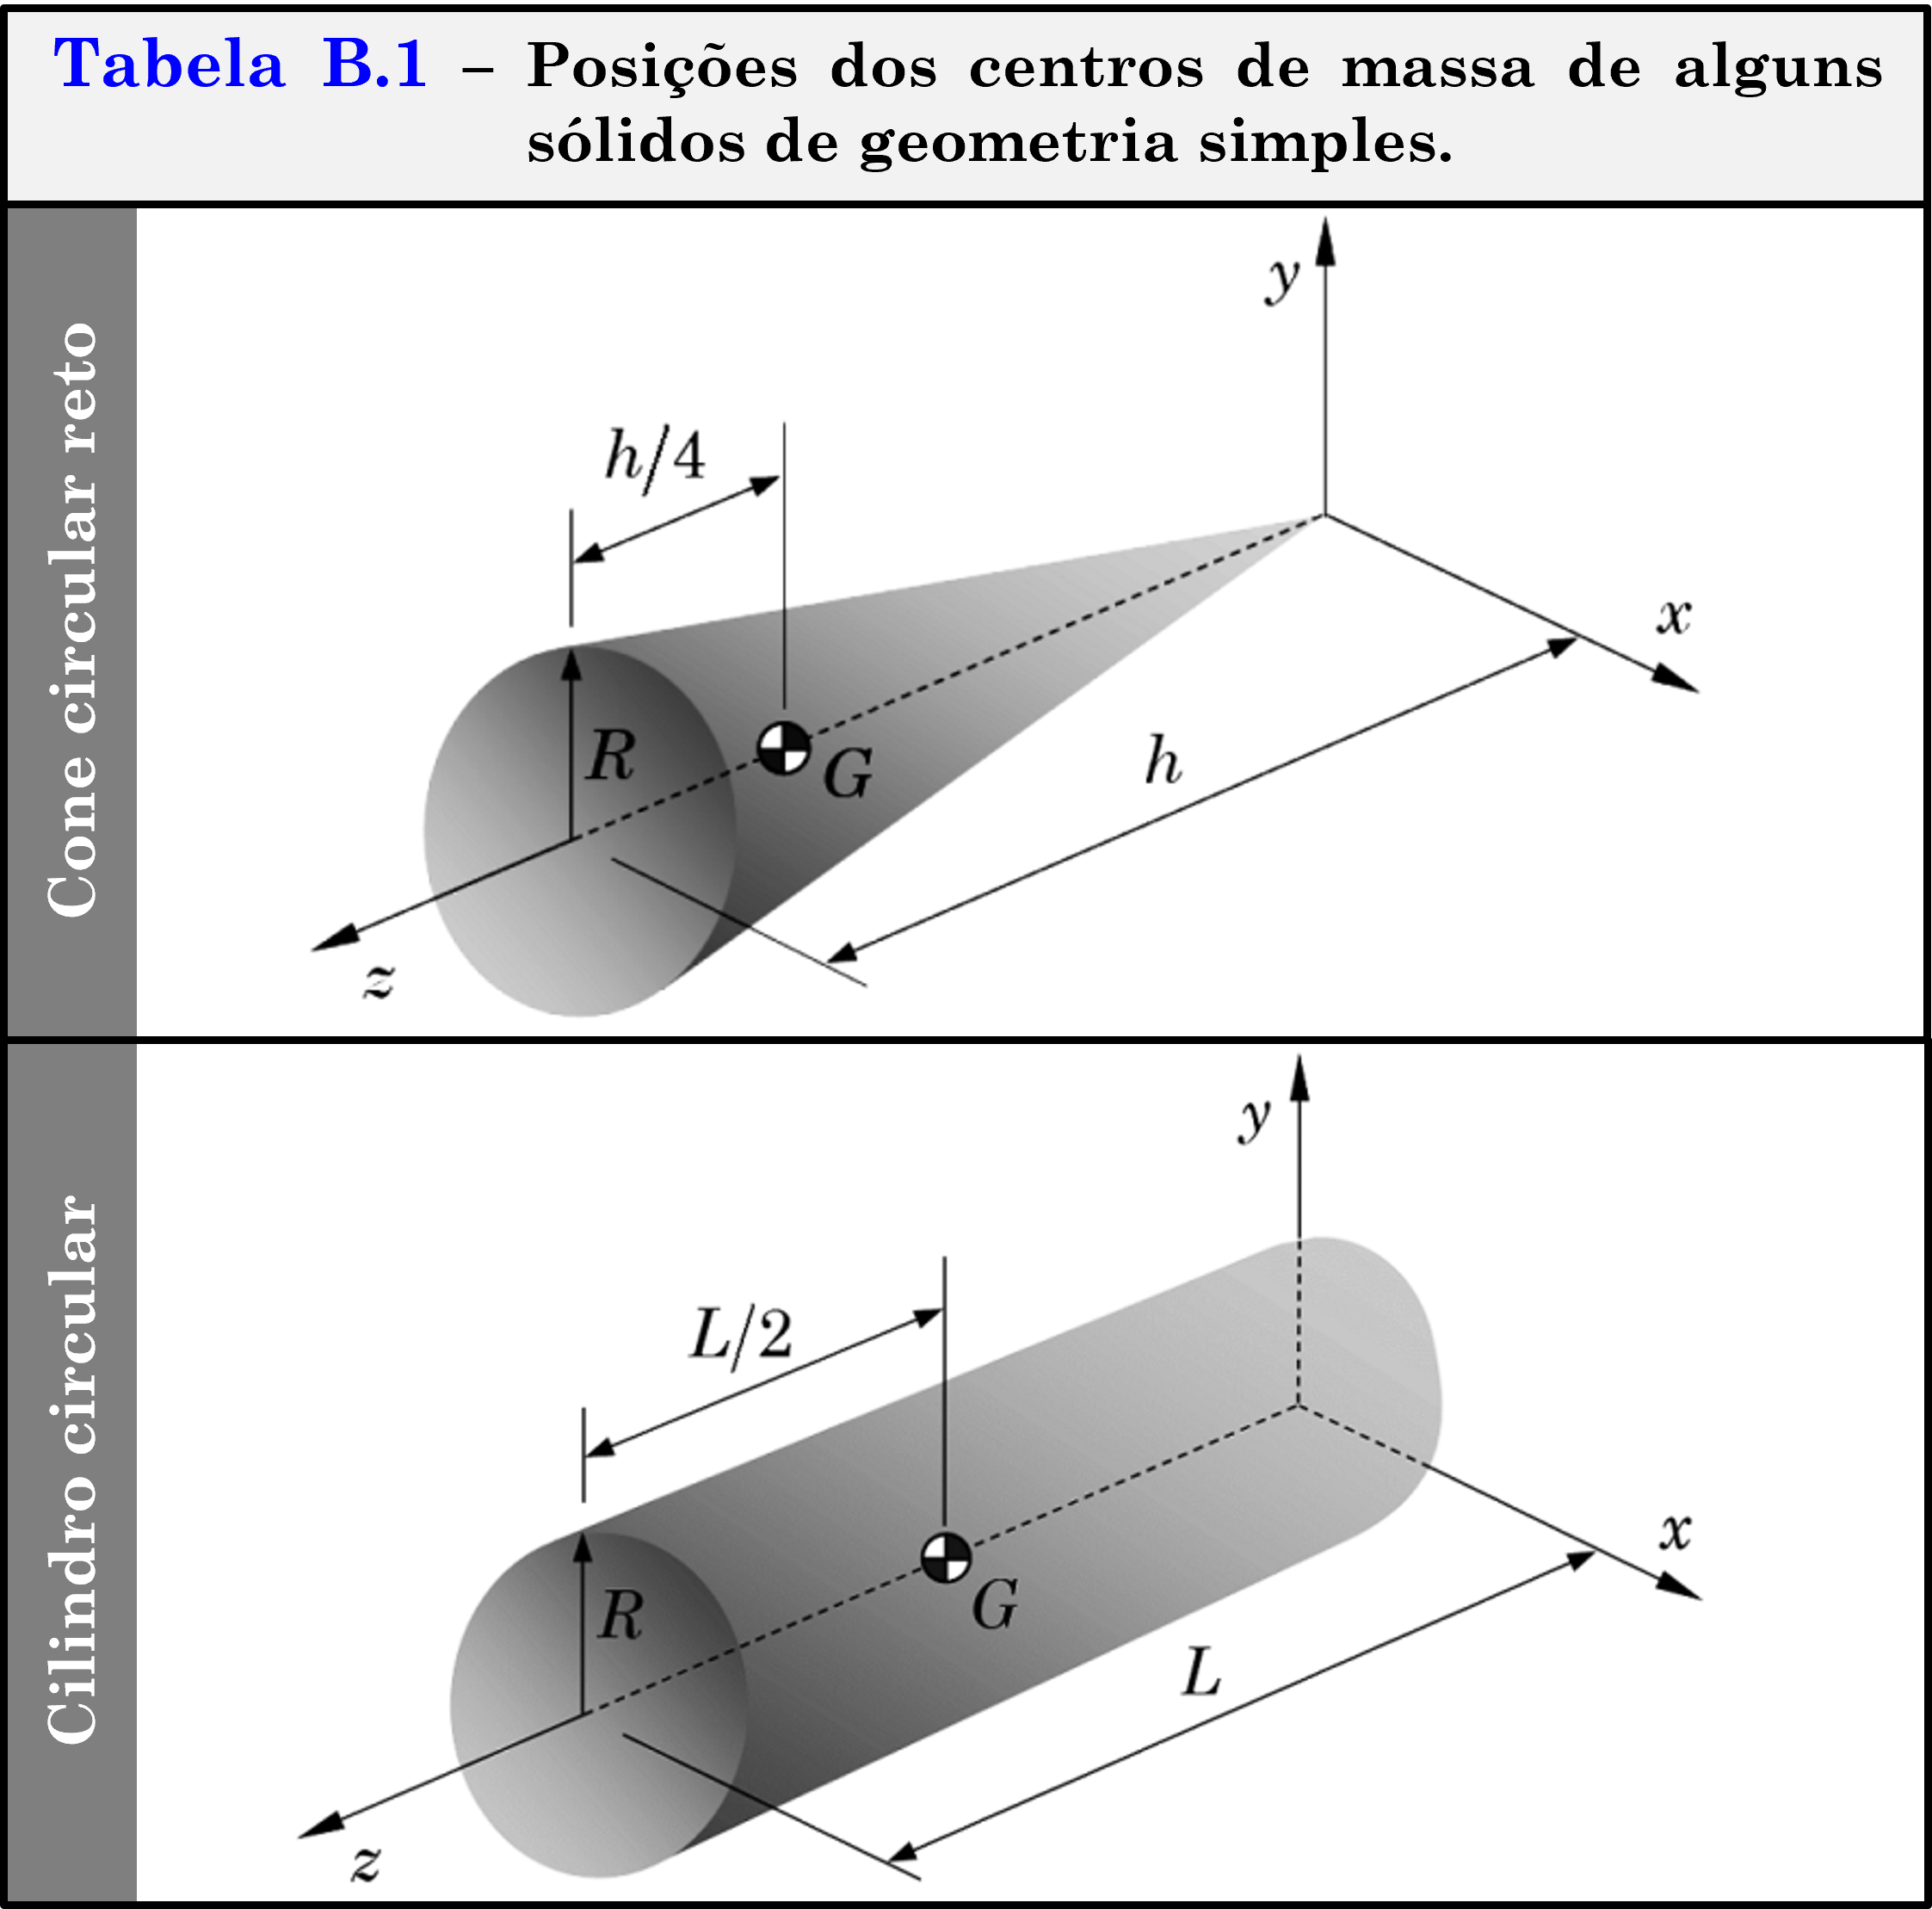 Tabela B.1 – Posições dos centros de massa de alguns
sólidos de geometria simples.
Cone circular reto
y
h/4
x
R
G
h
z
Cilindro circular
y
L/2
x
R
G
L
z